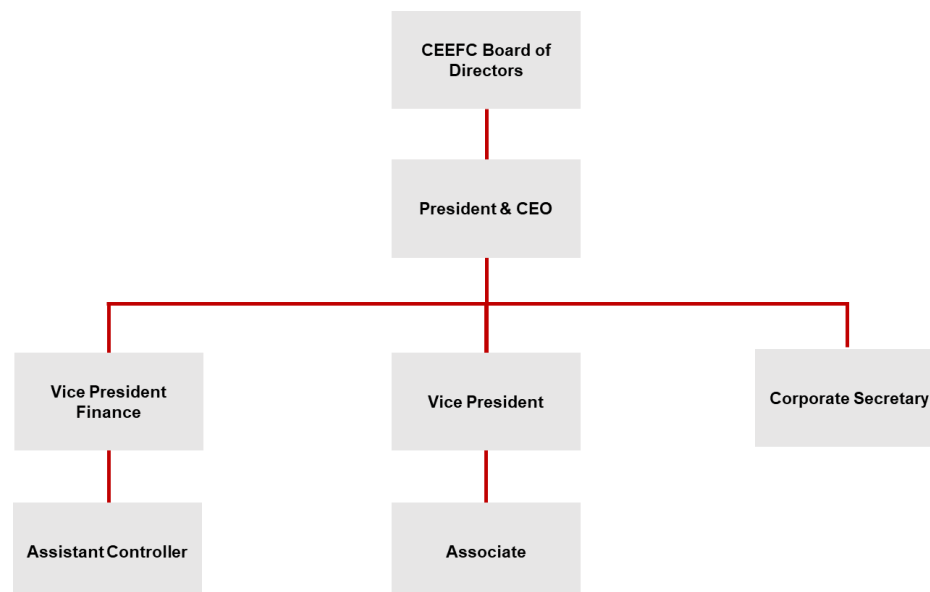 CEEFC Board of
Directors
President & CEO
Vice President
Finance
Vice President
Corporate Secretary
Assistant Controller
Associate